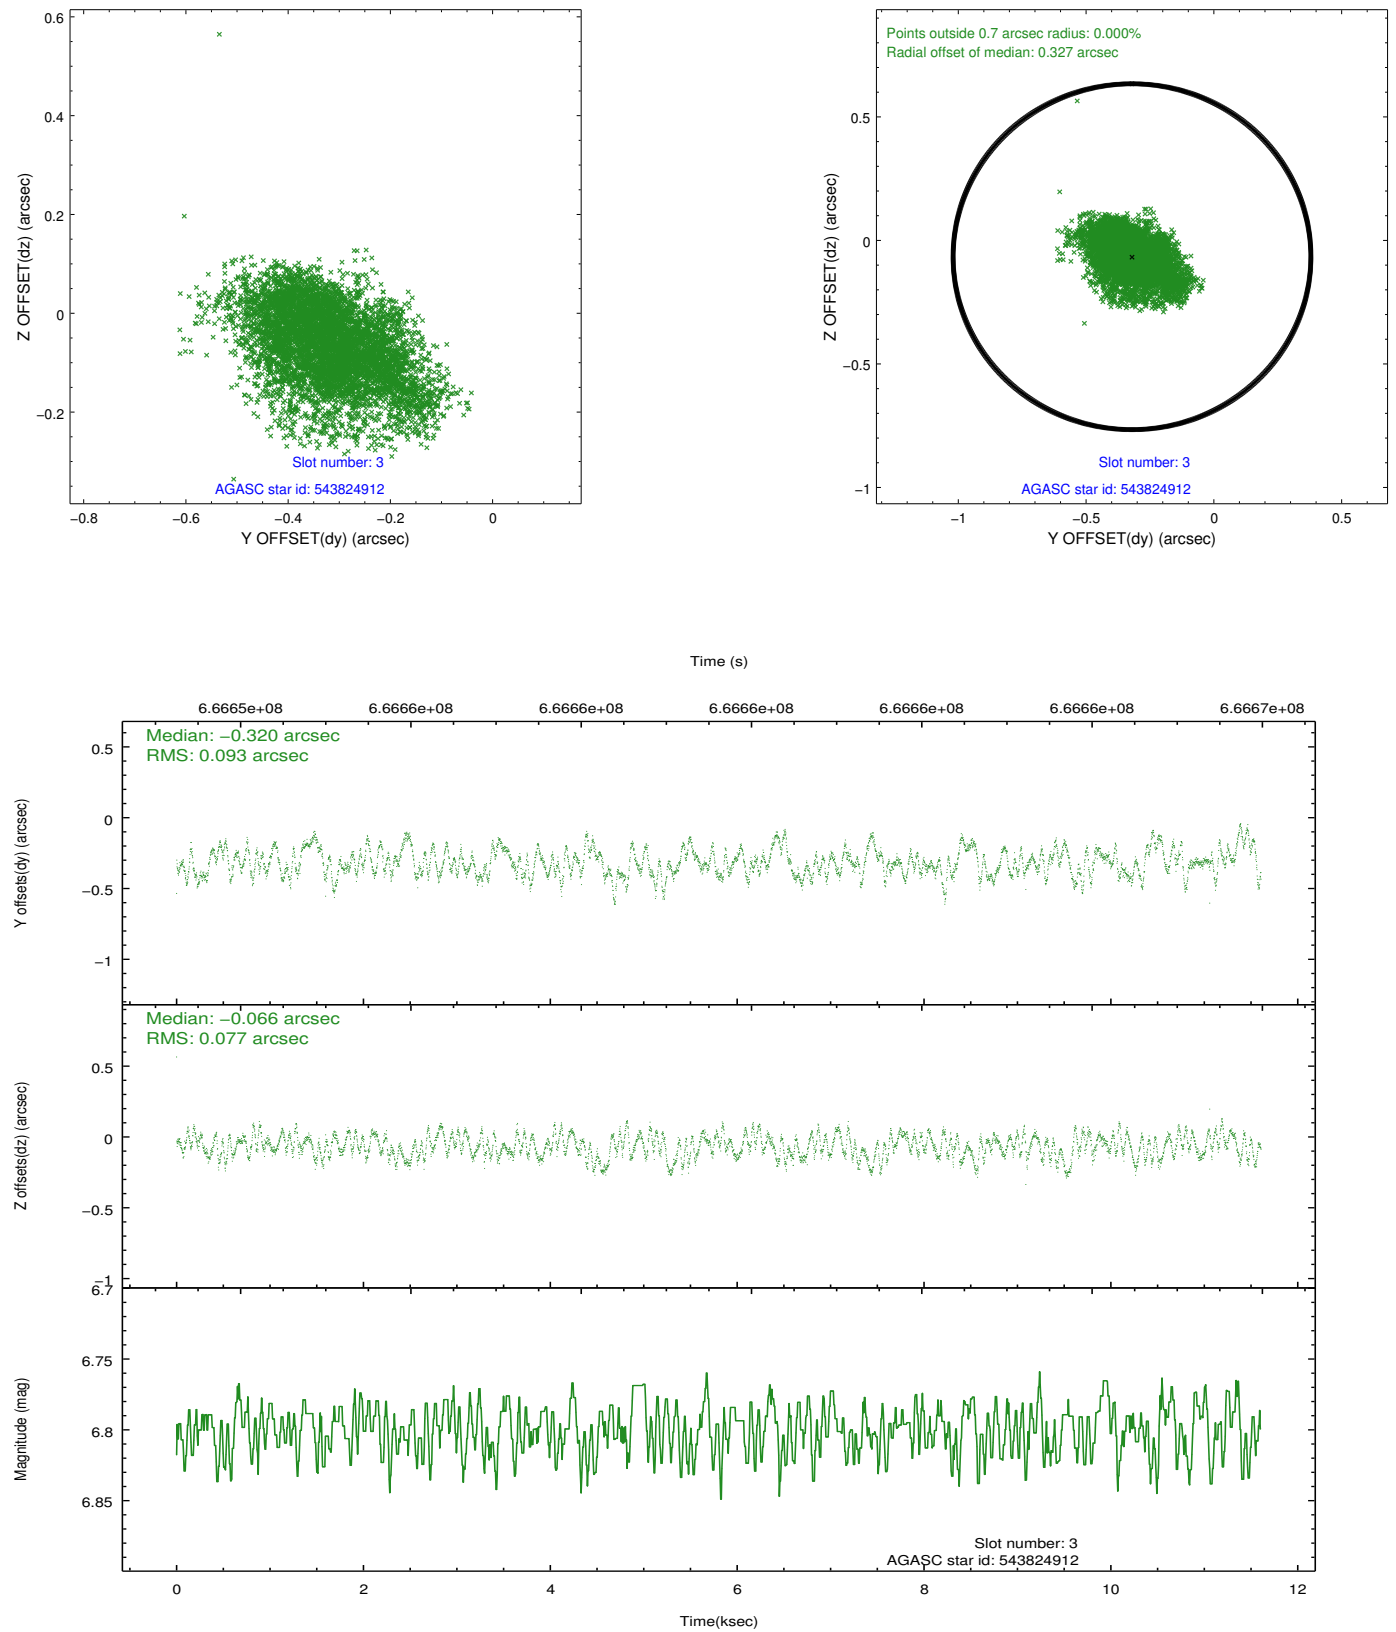 0.6
0.4
0.2
0
−0.2
Z OFFSET(dz) (arcsec)
Slot number: 3
AGASC star id: 543824912
−0.8 −0.6 −0.4 −0.2 0
Y OFFSET(dy) (arcsec)
Points outside 0.7 arcsec radius: 0.000%
Radial offset of median: 0.327 arcsec
0.5
0
−0.5
−1
Z OFFSET(dz) (arcsec)
Slot number: 3
AGASC star id: 543824912
−1 −0.5 0 0.5
Y OFFSET(dy) (arcsec)
Time (s)
6.6665e+08 6.6666e+08 6.6666e+08 6.6666e+08 6.6666e+08 6.6666e+08 6.6667e+08
Median: −0.320 arcsec
RMS: 0.093 arcsec
0.5
0
−0.5
−1
Y offsets(dy) (arcsec)
Median: −0.066 arcsec
RMS: 0.077 arcsec
0.5
0
−0.5
−1
Z offsets(dz) (arcsec)
6.7
6.75
6.8
6.85
Magnitude (mag)
Slot number: 3
AGASC star id: 543824912
0 2 4 6 8 10 12
Time(ksec)